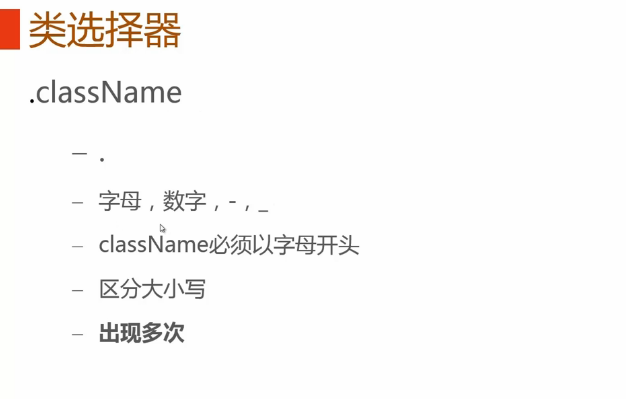 类选择器
.className
– .
– 字母，数字，-，_
– className必须以字母开头
– 区分大小写
– 出现多次